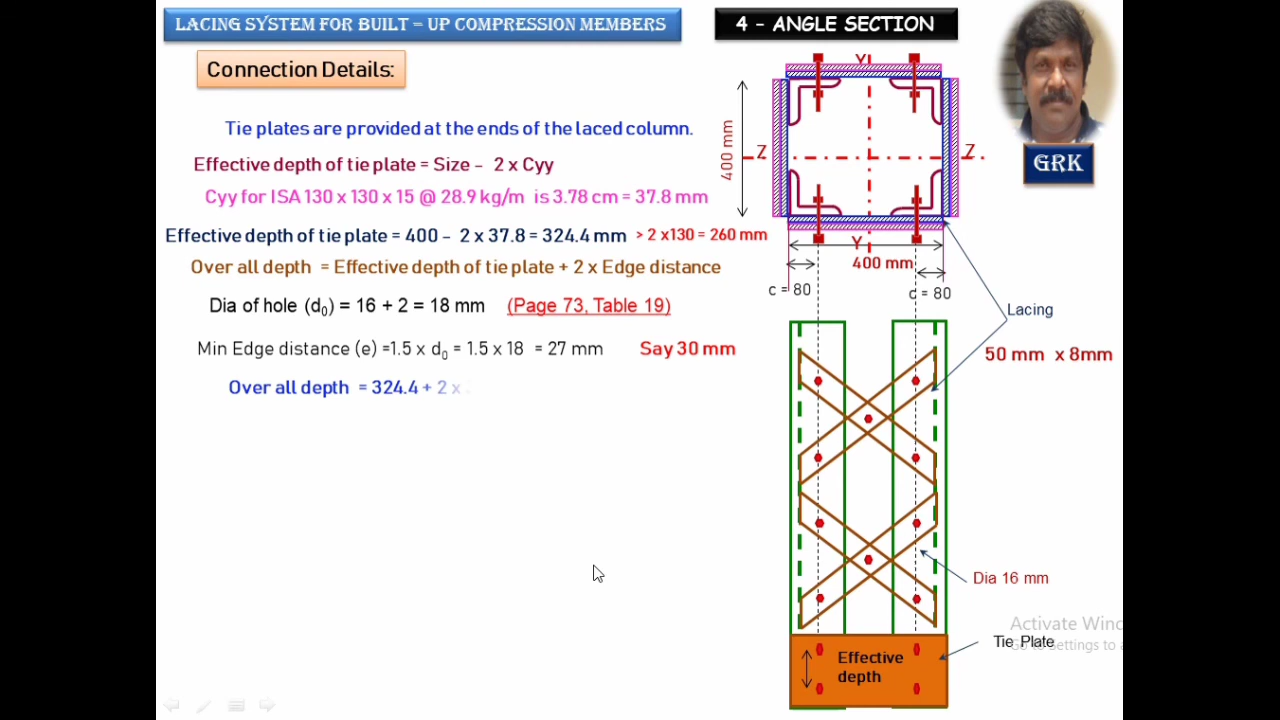 LACING SYSTEM FOR BUILT – UP COMPRESSION MEMBERS
4 - ANGLE SECTION
Connection Details:
Tie plates are provided at the ends of the laced column.
Effective depth of tie plate = Size – 2 x Cyy
Cyy for ISA 130 x 130 x 15 @ 28.9 kg/m is 3.78 cm = 37.8 mm
Effective depth of tie plate = 400 – 2 x 37.8 = 324.4 mm > 2 x130 = 260 mm
Over all depth = Effective depth of tie plate + 2 x Edge distance
Dia of hole (d0) = 16 + 2 = 18 mm (Page 73, Table 19)
Min Edge distance (e) =1.5 x d0 = 1.5 x 18 = 27 mm Say 30 mm
Over all depth = 324.4 + 2 x
Y
400 mm
Z
Z
Y
400 mm
c = 80
c = 80
GRK
Lacing
50 mm x 8mm
Dia 16 mm
Tie Plate
Effective
depth
Activate Wind
Go to Settings to a